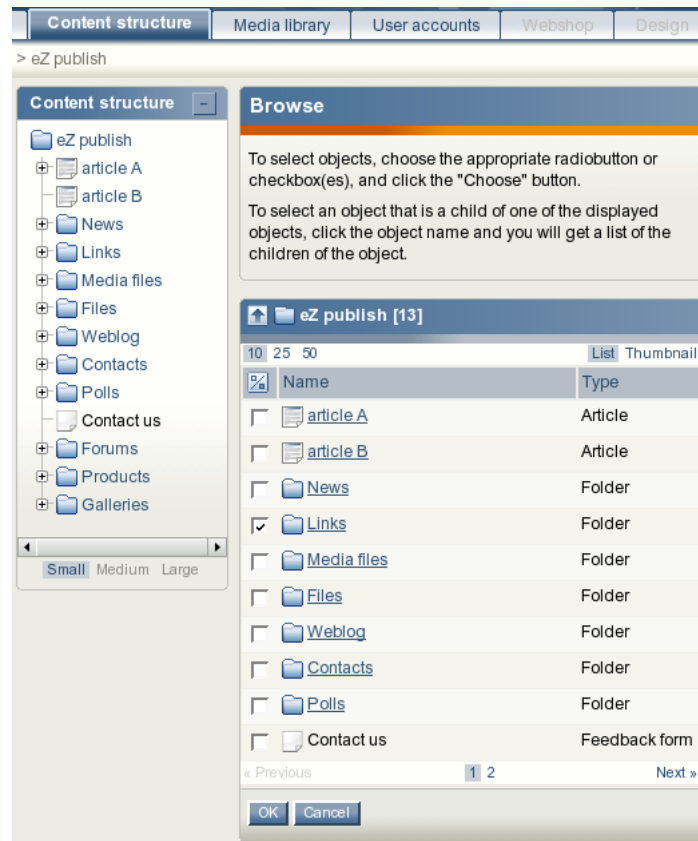 Content structure Media library User accounts Webshop Design
> eZ publish
Content structure
eZ publish
article A
article B
News
Links
Media files
Files
Weblog
Contacts
Polls
Contact us
Forums
Products
Galleries
Small Medium Large
Browse
To select objects, choose the appropriate radiobutton or
checkbox(es), and click the "Choose" button.
To select an object that is a child of one of the displayed
objects, click the object name and you will get a list of the
children of the object.
eZ publish [13]
10 25 50 List Thumbnail
Name Type
article A Article
article B Article
News Folder
Links Folder
Media files Folder
Files Folder
Weblog Folder
Contacts Folder
Polls Folder
Contact us Feedback form
« Previous 1 2 Next »
OK Cancel